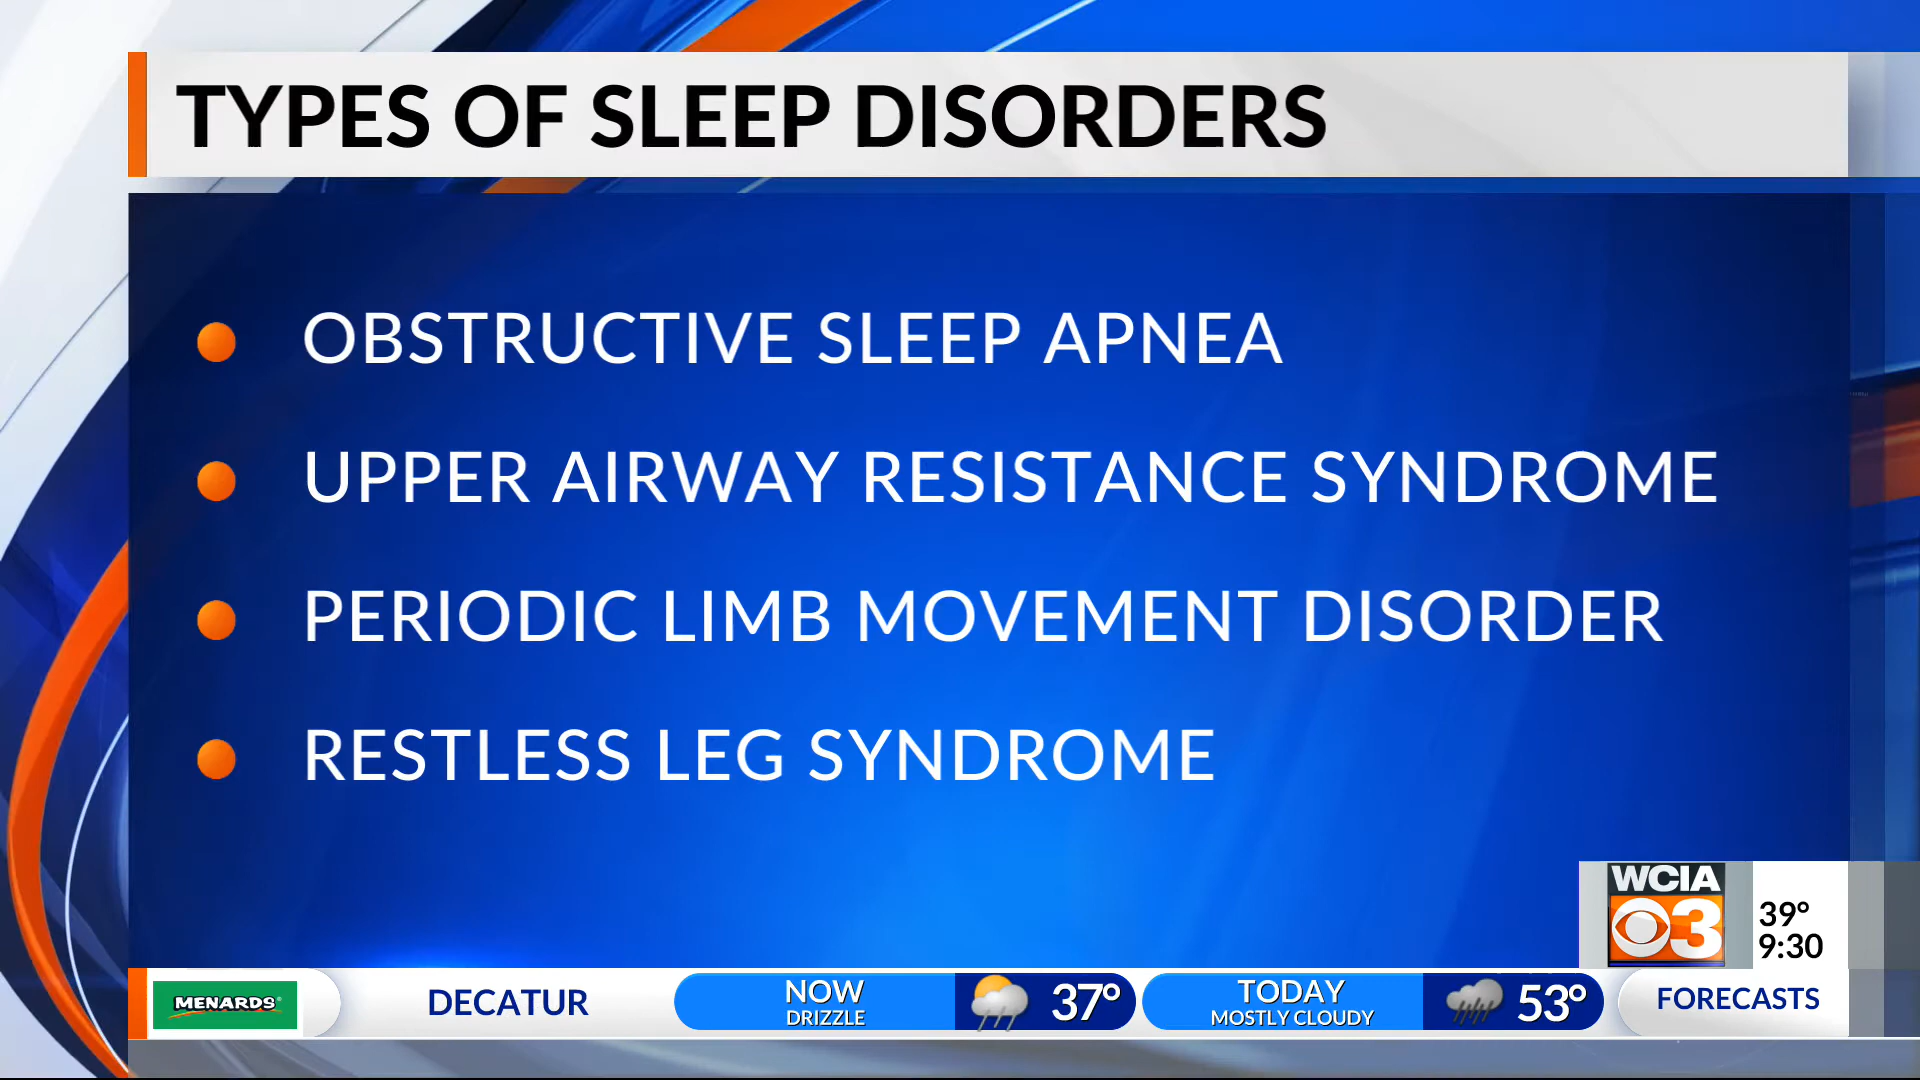 TYPES OF SLEEP DISORDERS
OBSTRUCTIVE SLEEP APNEA
UPPER AIRWAY RESISTANCE SYNDROME
PERIODIC LIMB MOVEMENT DISORDER
RESTLESS LEG SYNDROME
WCIA
3
39°
9:30
MENARDS®
DECATUR
NOW
DRIZZLE
37°
TODAY
MOSTLY CLOUDY
53°
FORECASTS